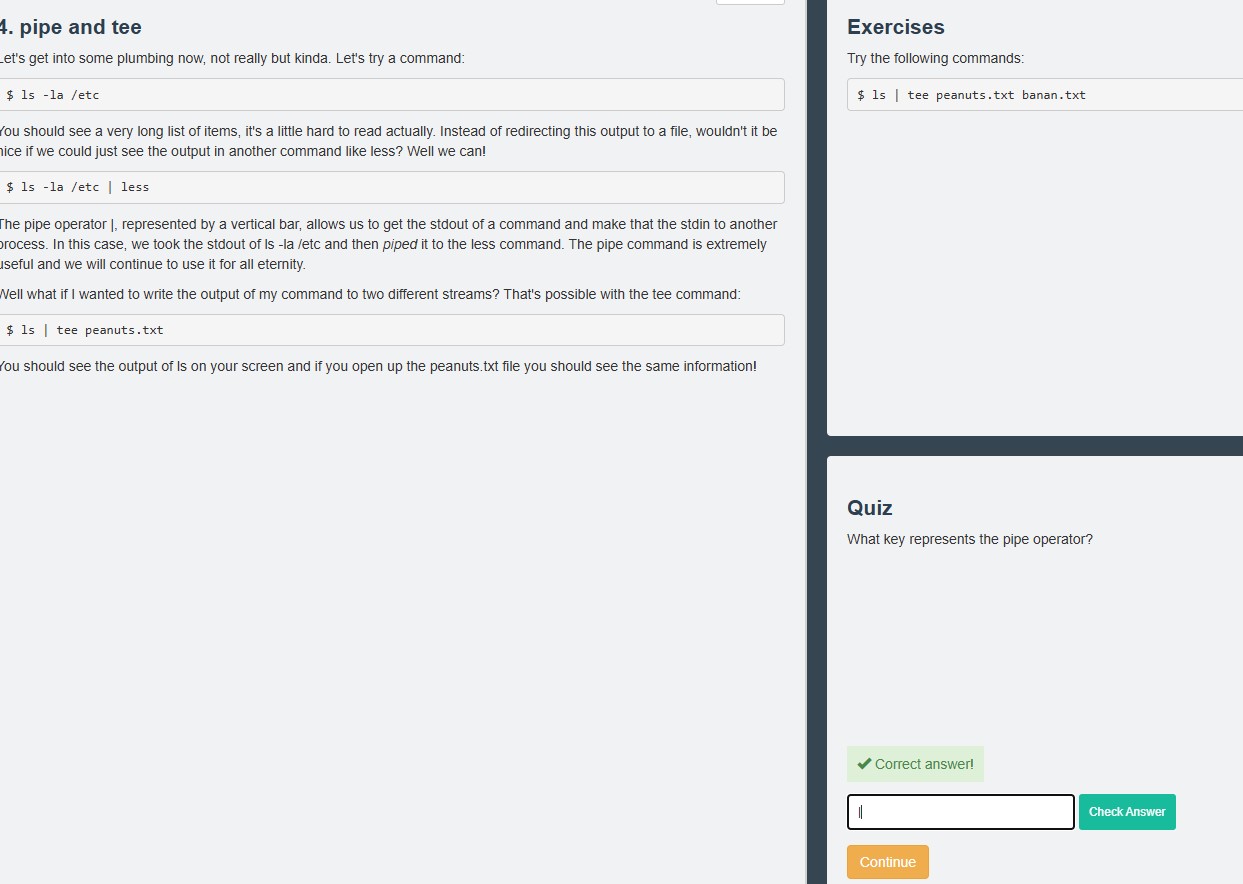 4. pipe and tee
Let's get into some plumbing now, not really but kinda. Let's try a command:
$ ls -la /etc
You should see a very long list of items, it's a little hard to read actually. Instead of redirecting this output to a file, wouldn't it be
nice if we could just see the output in another command like less? Well we can!
$ ls -la /etc | less
The pipe operator |, represented by a vertical bar, allows us to get the stdout of a command and make that the stdin to another
process. In this case, we took the stdout of ls -la /etc and then piped it to the less command. The pipe command is extremely
useful and we will continue to use it for all eternity.
Well what if I wanted to write the output of my command to two different streams? That's possible with the tee command:
$ ls | tee peanuts.txt
You should see the output of ls on your screen and if you open up the peanuts.txt file you should see the same information!
Exercises
Try the following commands:
$ ls | tee peanuts.txt banan.txt
Quiz
What key represents the pipe operator?
Correct answer!
|
Check Answer
Continue